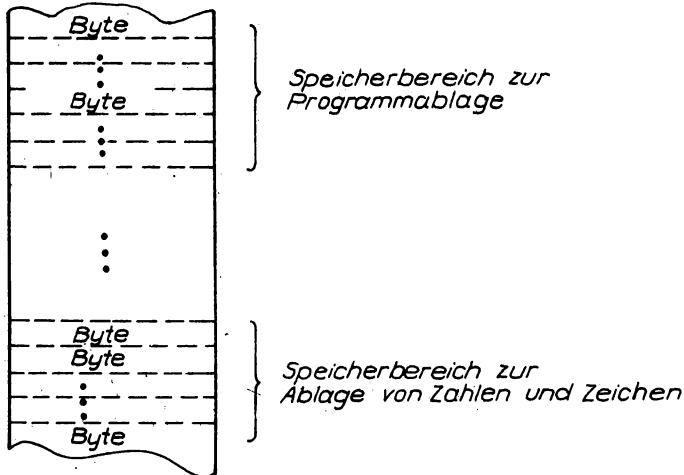 Byte
Byte
Speicherbereich zur
Programmablage
Byte
Byte
Byte
Speicherbereich zur
Ablage von Zahlen und Zeichen